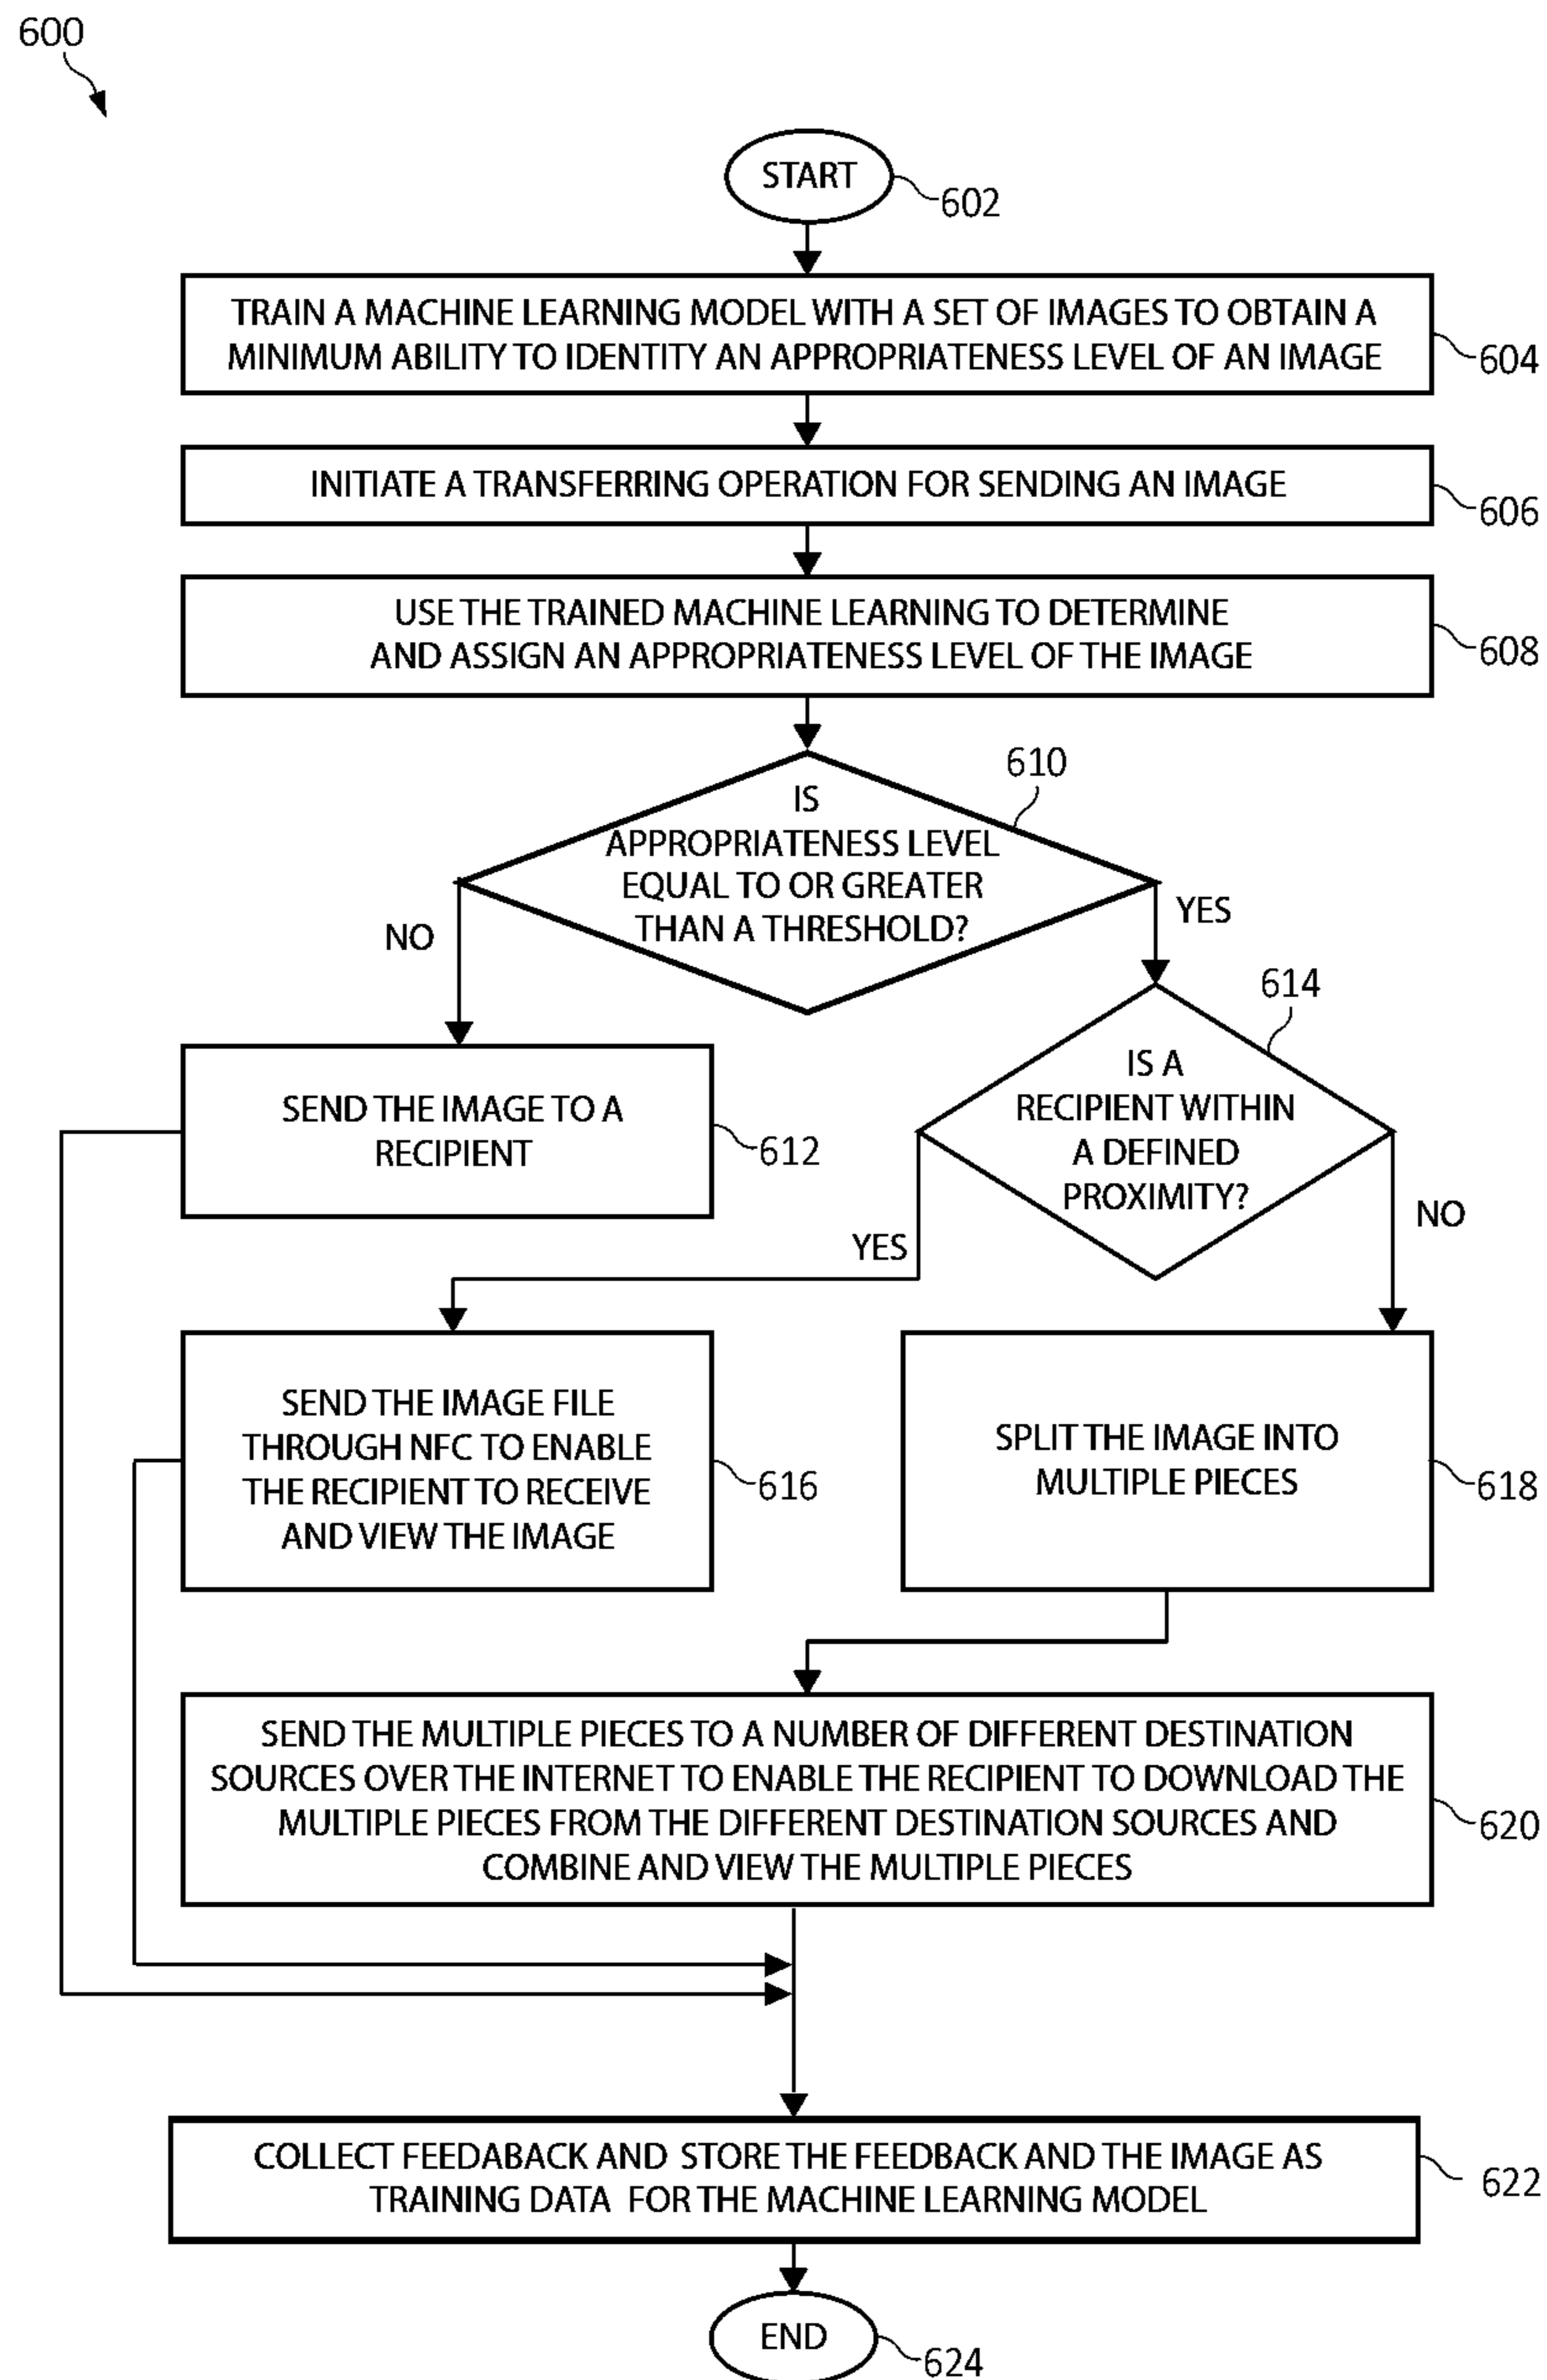 600
START
602
TRAIN A MACHINE LEARNING MODEL WITH A SET OF IMAGES TO OBTAIN A
MINIMUM ABILITY TO IDENTITY AN APPROPRIATENESS LEVEL OF AN IMAGE
604
INITIATE A TRANSFERRING OPERATION FOR SENDING AN IMAGE
606
USE THE TRAINED MACHINE LEARNING TO DETERMINE
AND ASSIGN AN APPROPRIATENESS LEVEL OF THE IMAGE
608
610
IS
APPROPRIATENESS LEVEL
EQUAL TO OR GREATER
THAN A THRESHOLD?
NO
YES
614
IS A
RECIPIENT WITHIN
A DEFINED
PROXIMITY?
SEND THE IMAGE TO A
RECIPIENT
612
YES
NO
SEND THE IMAGE FILE
THROUGH NFC TO ENABLE
THE RECIPIENT TO RECEIVE
AND VIEW THE IMAGE
616
SPLIT THE IMAGE INTO
MULTIPLE PIECES
618
SEND THE MULTIPLE PIECES TO A NUMBER OF DIFFERENT DESTINATION
SOURCES OVER THE INTERNET TO ENABLE THE RECIPIENT TO DOWNLOAD THE
MULTIPLE PIECES FROM THE DIFFERENT DESTINATION SOURCES AND
COMBINE AND VIEW THE MULTIPLE PIECES
620
COLLECT FEEDABACK AND STORE THE FEEDBACK AND THE IMAGE AS
TRAINING DATA FOR THE MACHINE LEARNING MODEL
622
END
624